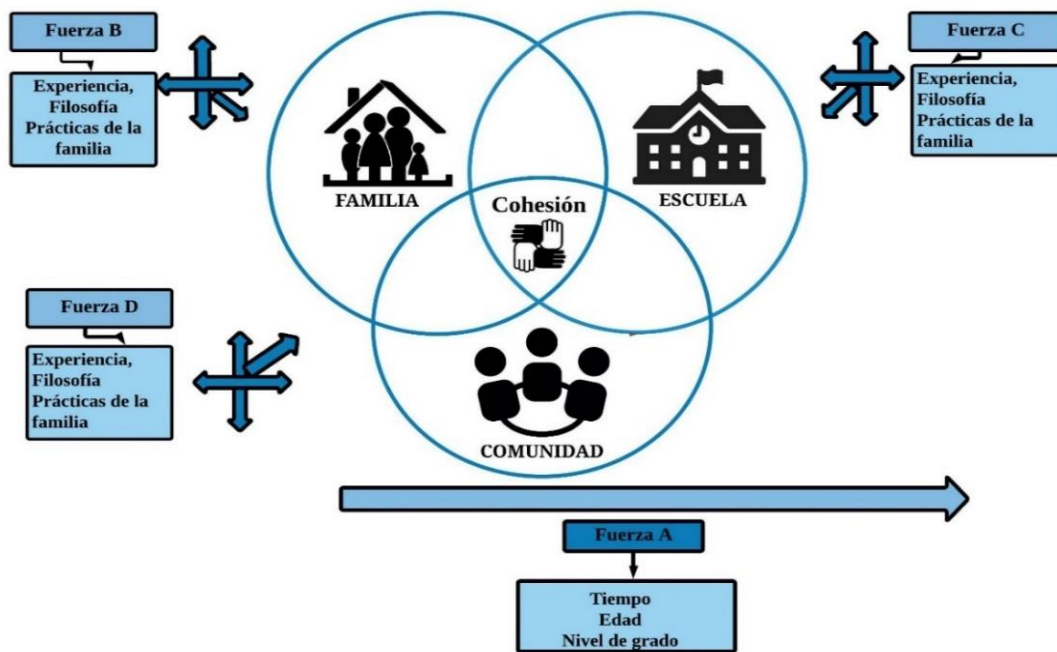 Fuerza B
Experiencia,
Filosofía
Prácticas de la
familia
Fuerza C
Experiencia,
Filosofía
Prácticas de la
familia
FAMILIA
ESCUELA
Cohesión
Fuerza D
Experiencia,
Filosofía
Prácticas de la
familia
COMUNIDAD
Fuerza A
Tiempo
Edad
Nivel de grado